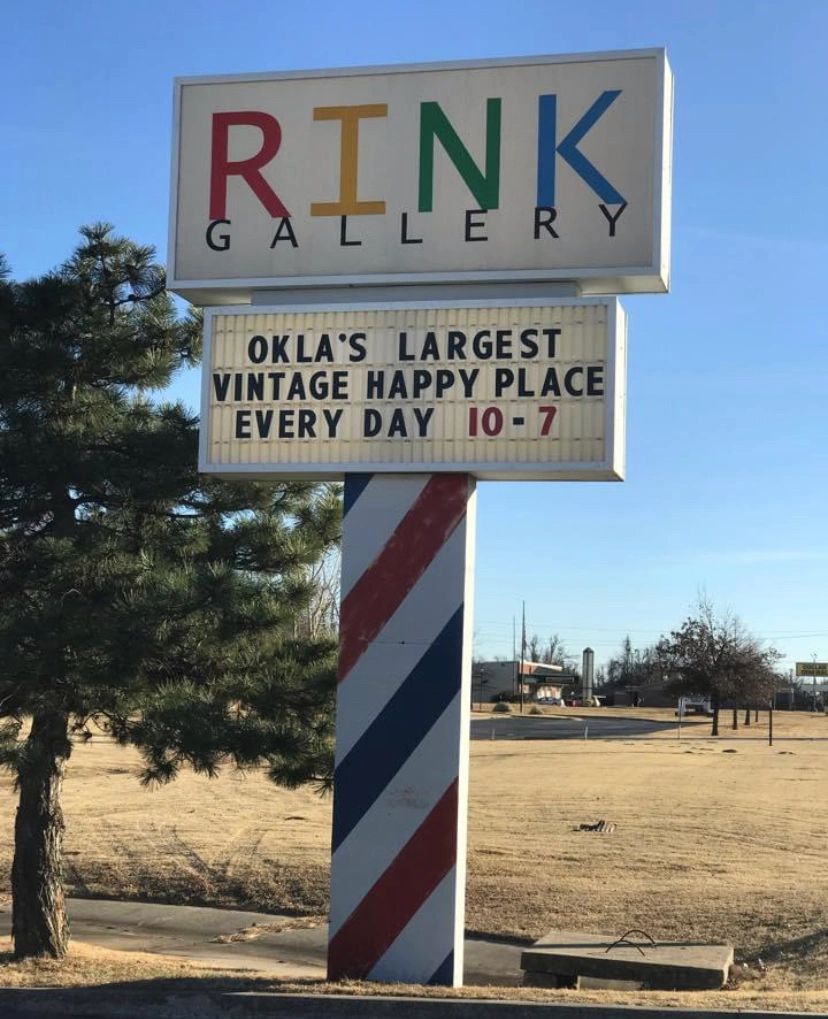 RINK
GALLERY
OKLA'S LARGEST
VINTAGE HAPPY PLACE
EVERY DAY 10-7